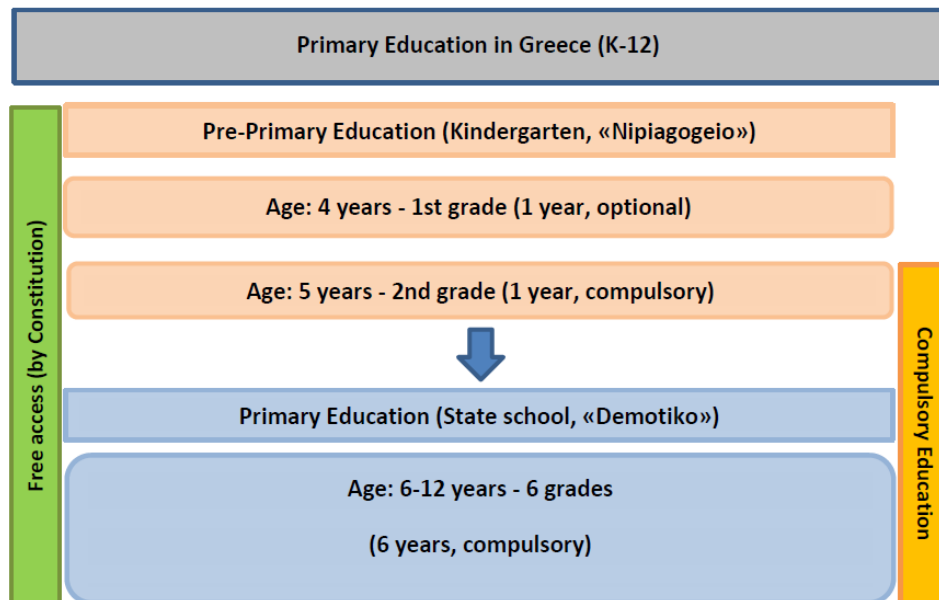 Primary Education in Greece (K-12)
Free access (by Constitution)
Pre-Primary Education (Kindergarten, «Nipiagogeio»)
Age: 4 years - 1st grade (1 year, optional)
Age: 5 years - 2nd grade (1 year, compulsory)
Primary Education (State school, «Demotiko»)
Age: 6-12 years - 6 grades
(6 years, compulsory)
Compulsory Education